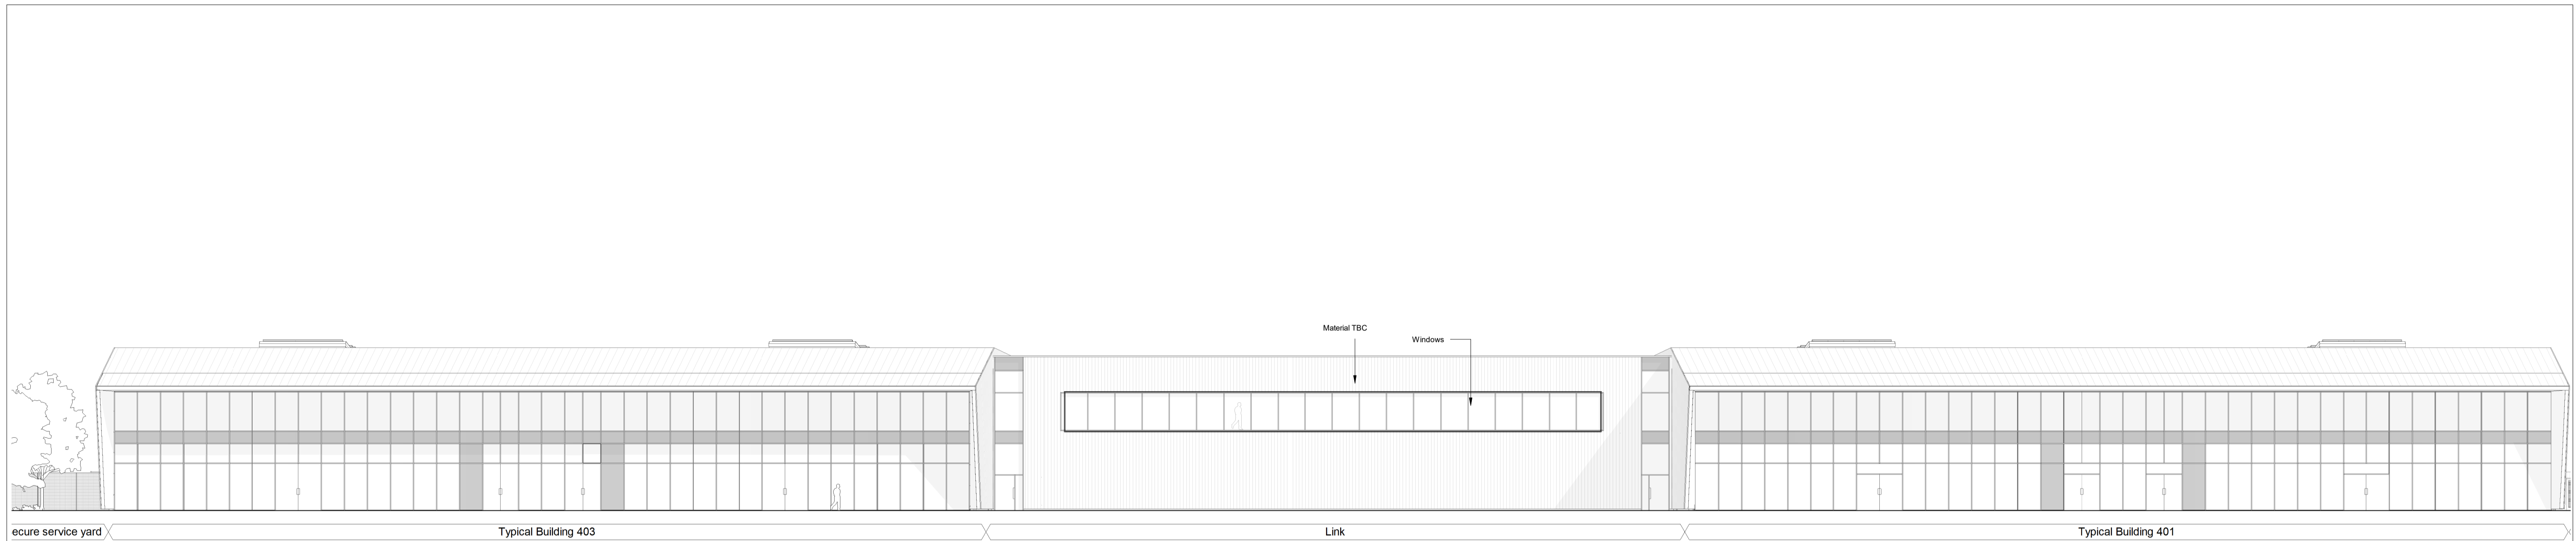 Material TBC
Windows
ecure service yard
Typical Building 403
Link
Typical Building 401